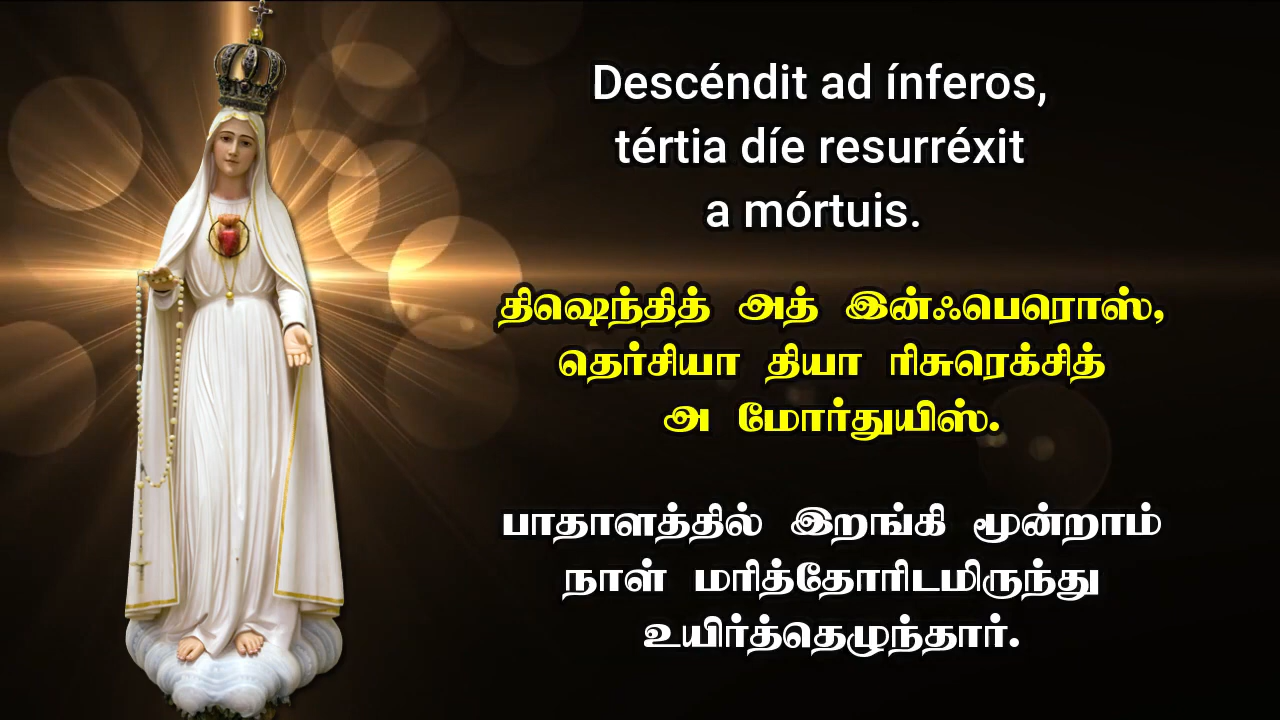 Descéndit ad ínferos,
tértia díe resurréxit
a mórtuis.
திஷெந்தித் அத் இன்ஃபெரொஸ்,
தெர்சியா தியா ரிசுரெக்சித்
அ மோர்துயிஸ்.
பாதாளத்தில் இறங்கி மூன்றாம்
நாள் மரித்தோரிடமிருந்து
உயிர்த்தெழுந்தார்.